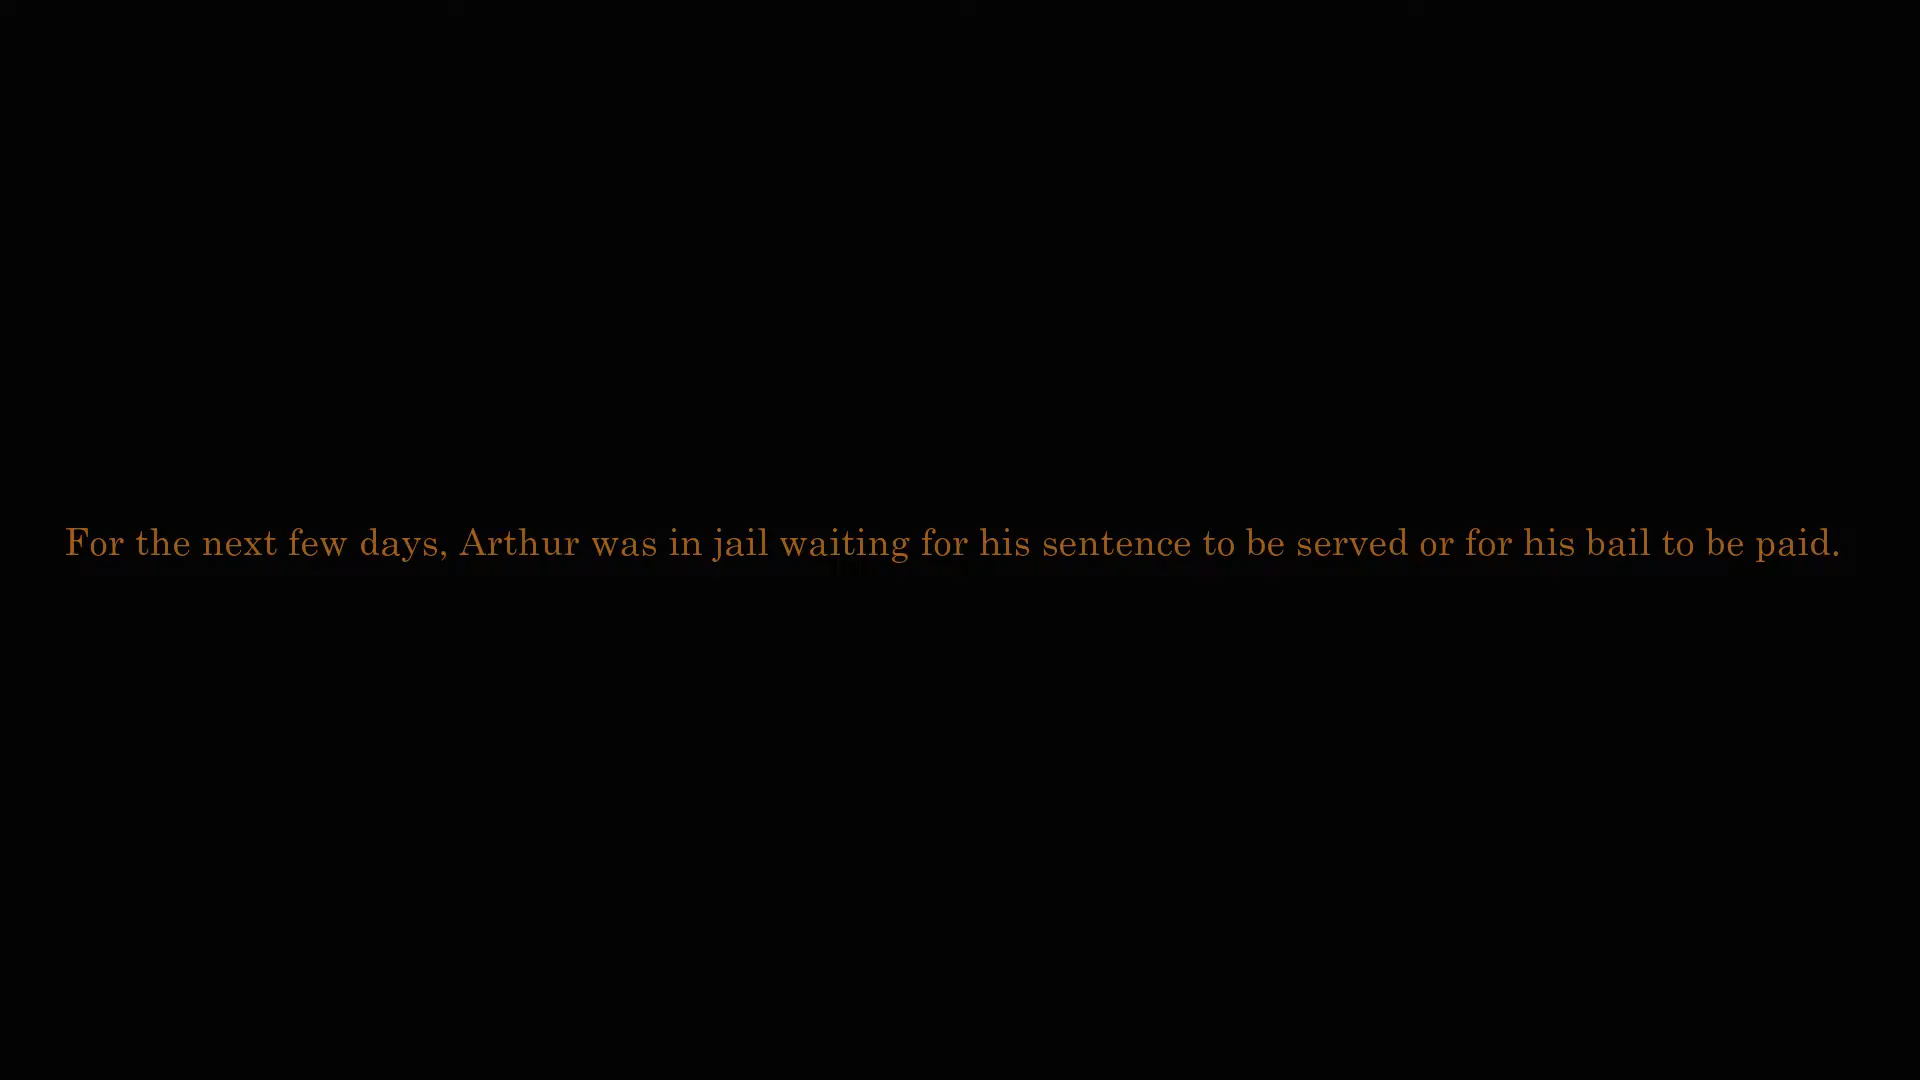 For the next few days, Arthur was in jail waiting for his sentence to be served or for his bail to be paid.